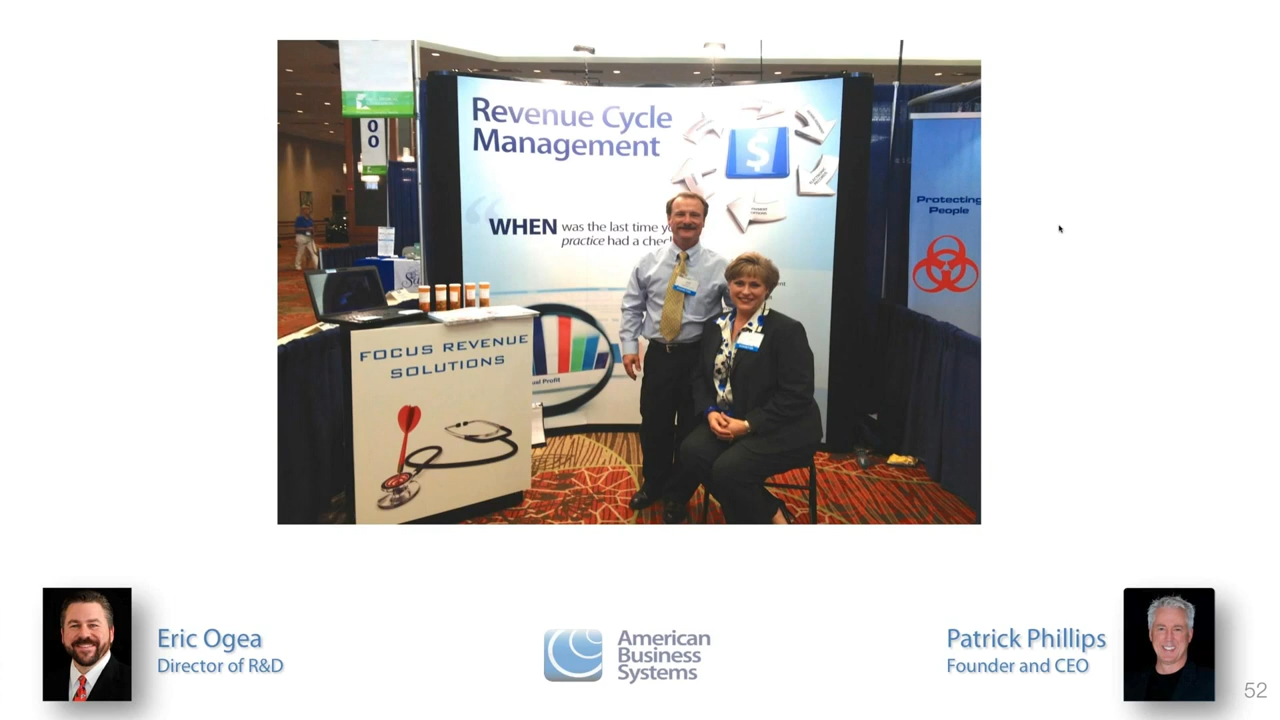 Revenue Cycle
Management
$
WHEN was the last time
practice had a
FOCUS REVENUE
SOLUTIONS
Profit
Protecting
People
Eric Ogea
Director of R&D
American
Business
Systems
Patrick Phillips
Founder and CEO
52